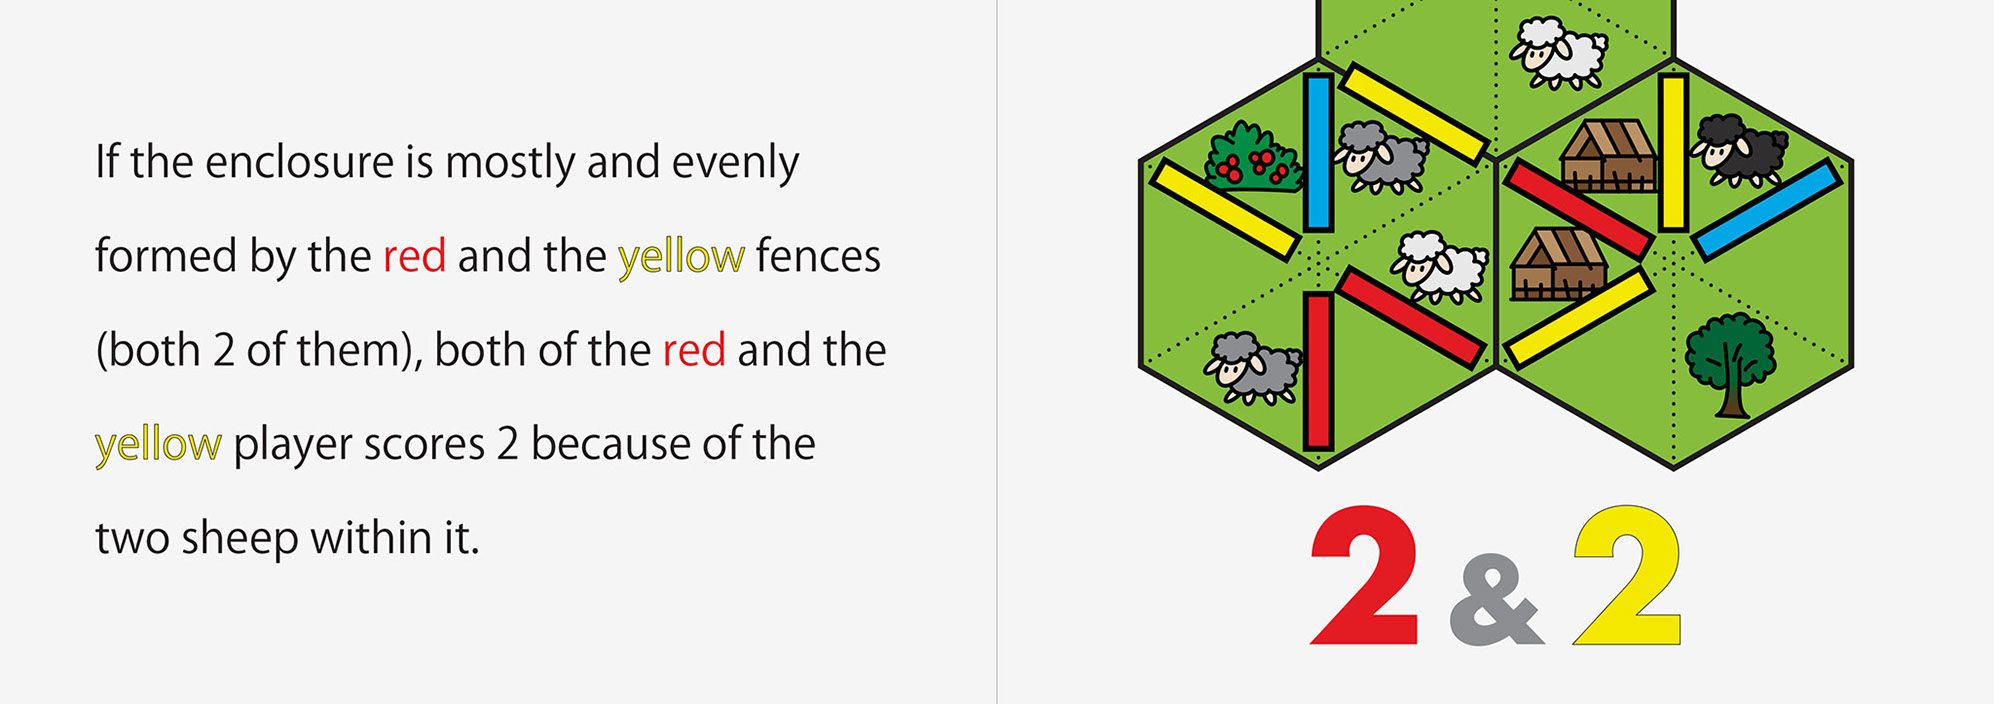 If the enclosure is mostly and evenly
formed by the red and the yellow fences
(both 2 of them), both of the red and the
yellow player scores 2 because of the
two sheep within it.
2 & 2